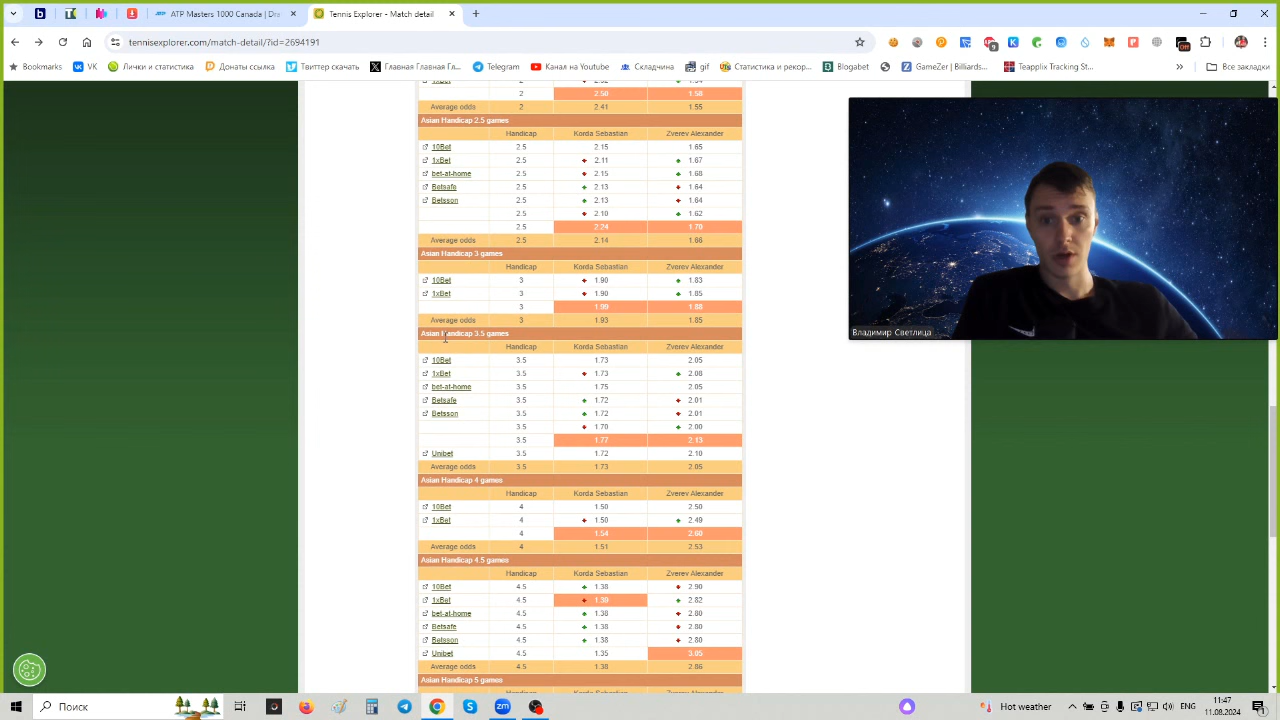 ATP Masters 1000 Canada | Dis
Tennis Explorer - Match detail
tennisexplorer.com/match-detail/?id=2694191
Bookmarks VK Лички и статистика Донаты ссылка Твиттер скачать Главная Главная Гл... Telegram Канал на Youtube Складчина gif Статистика и рекор... Blogabet GameZer | Billiards... Teapplix Tracking St... Все закладки
2 2.50 1.58
Average odds 2 2.41 1.55
Asian Handicap 2.5 games
Handicap Korda Sebastian Zverev Alexander
10Bet 2.5 2.15 1.65
1xBet 2.5 2.11 1.67
bet-at-home 2.5 2.15 1.68
Betsafe 2.5 2.13 1.64
Betsson 2.5 2.13 1.64
2.5 2.10 1.62
2.5 2.24 1.70
Average odds 2.5 2.14 1.66
Asian Handicap 3 games
Handicap Korda Sebastian Zverev Alexander
10Bet 3 1.90 1.83
1xBet 3 1.90 1.85
3 1.99 1.88
Average odds 3 1.93 1.85
Asian Handicap 3.5 games
Handicap Korda Sebastian Zverev Alexander
10Bet 3.5 1.73 2.05
1xBet 3.5 1.73 2.08
bet-at-home 3.5 1.75 2.05
Betsafe 3.5 1.72 2.01
Betsson 3.5 1.72 2.01
3.5 1.70 2.00
3.5 1.77 2.13
Unibet 3.5 1.72 2.10
Average odds 3.5 1.73 2.05
Asian Handicap 4 games
Handicap Korda Sebastian Zverev Alexander
10Bet 4 1.50 2.50
1xBet 4 1.50 2.49
4 1.54 2.60
Average odds 4 1.51 2.53
Asian Handicap 4.5 games
Handicap Korda Sebastian Zverev Alexander
10Bet 4.5 1.38 2.90
1xBet 4.5 1.39 2.82
bet-at-home 4.5 1.38 2.80
Betsafe 4.5 1.38 2.80
Betsson 4.5 1.38 2.80
Unibet 4.5 1.35 3.05
Average odds 4.5 1.38 2.86
Asian Handicap 5 games
Владимир Светлица
Поиск
Hot weather
11:47
11.08.2024